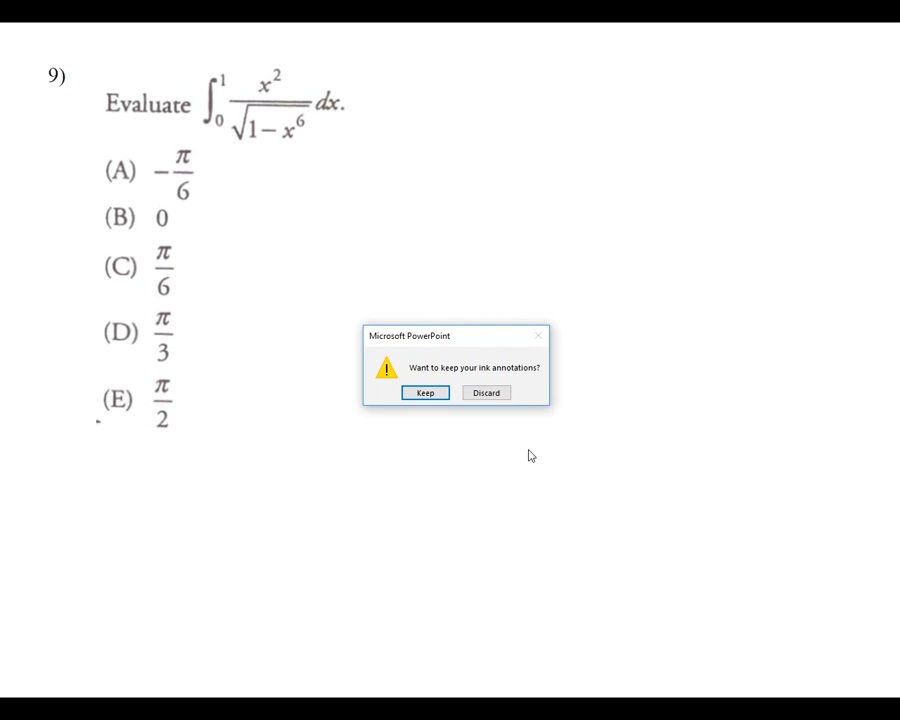 9)
Evaluate ∫₀¹ x²/√(1 − x⁶) dx.
(A) −π/6
(B) 0
(C) π/6
(D) π/3
(E) π/2
Microsoft PowerPoint
Want to keep your ink annotations?
Keep Discard